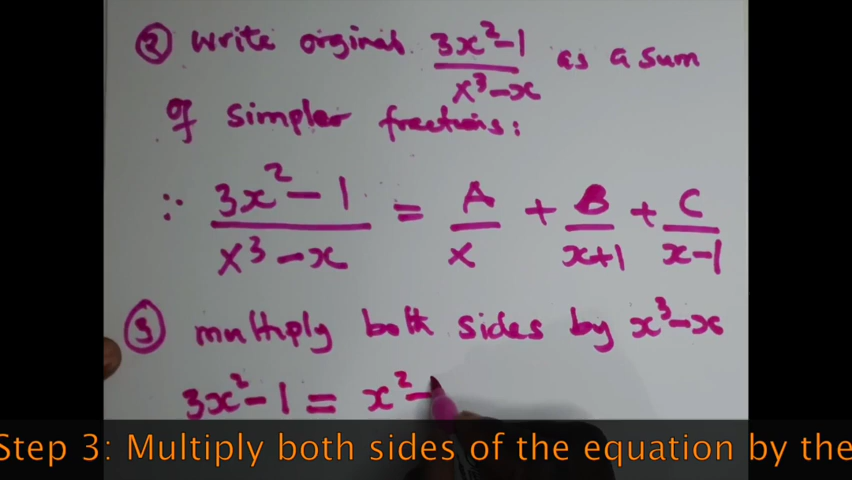 ② Write orginal (3x²-1)/(x³-x) as a sum
of simpler fractions:
∴ (3x²-1)/(x³-x) = A/x + B/(x+1) + C/(x-1)
③ multiply both sides by x³-x
3x²-1 = x²-
Step 3: Multiply both sides of the equation by the